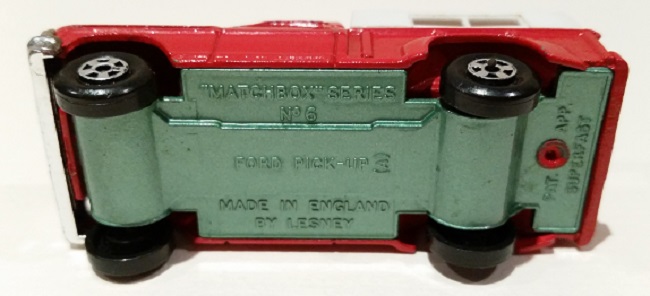 "MATCHBOX" SERIES
Nº 6
FORD PICK-UP
MADE IN ENGLAND
BY LESNEY
PAT. APP.
SUPERFAST